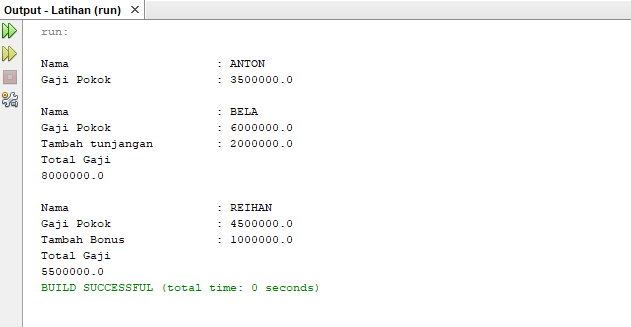 Output - Latihan (run)
run:
Nama : ANTON
Gaji Pokok : 3500000.0
Nama : BELA
Gaji Pokok : 6000000.0
Tambah tunjangan : 2000000.0
Total Gaji
8000000.0
Nama : REIHAN
Gaji Pokok : 4500000.0
Tambah Bonus : 1000000.0
Total Gaji
5500000.0
BUILD SUCCESSFUL (total time: 0 seconds)